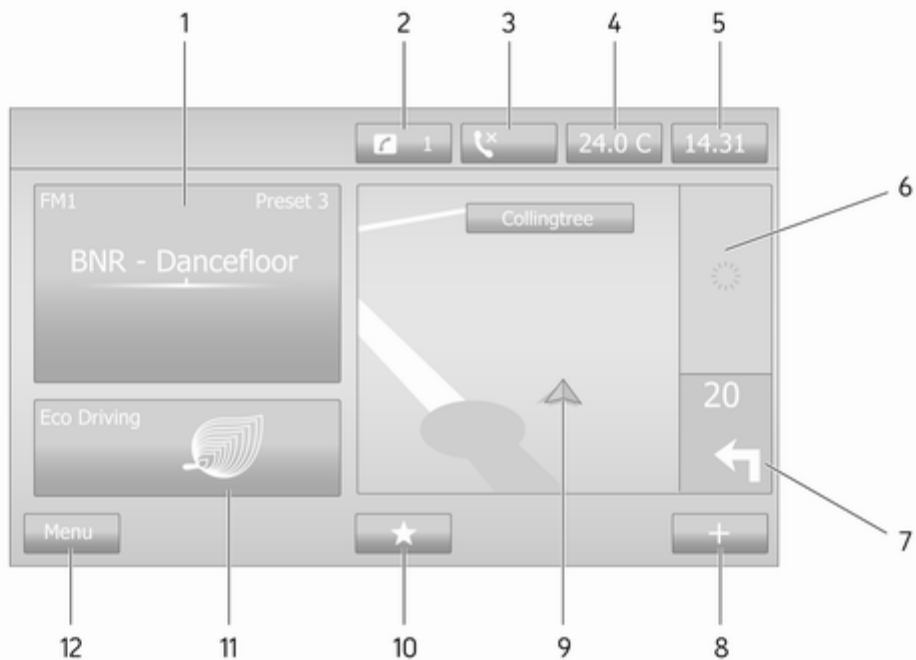 1 2 3 4 5
1 24.0 C 14.31
FM1 Preset 3
Collingtree
6
BNR - Dancefloor
20
Eco Driving
Menu
7
12 11 10 9 8